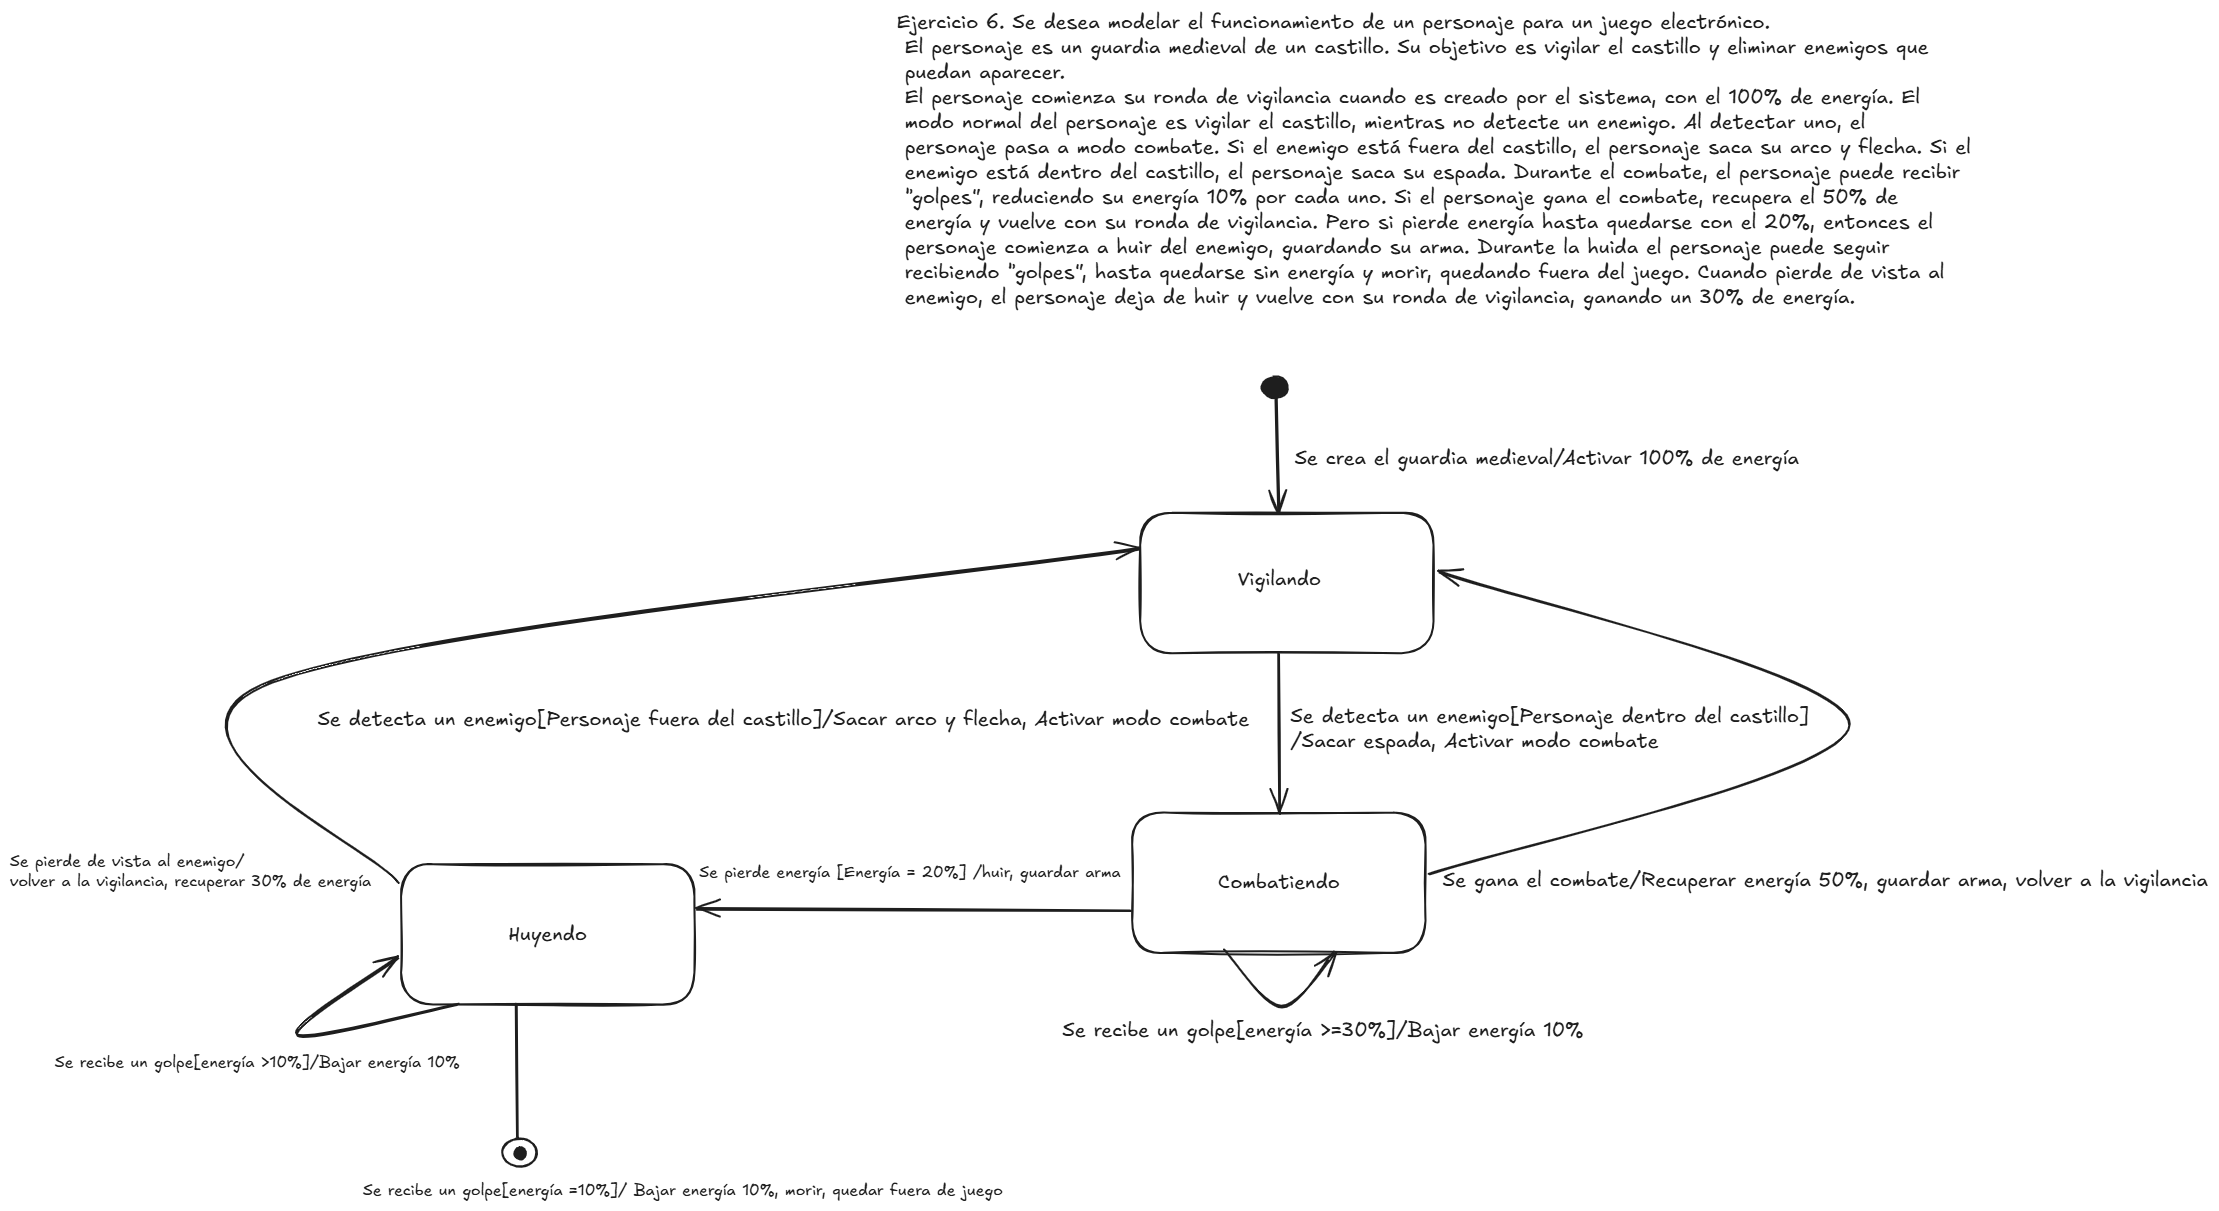 Ejercicio 6. Se desea modelar el funcionamiento de un personaje para un juego electrónico.
El personaje es un guardia medieval de un castillo. Su objetivo es vigilar el castillo y eliminar enemigos que
puedan aparecer.
El personaje comienza su ronda de vigilancia cuando es creado por el sistema, con el 100% de energía. El
modo normal del personaje es vigilar el castillo, mientras no detecte un enemigo. Al detectar uno, el
personaje pasa a modo combate. Si el enemigo está fuera del castillo, el personaje saca su arco y flecha. Si el
enemigo está dentro del castillo, el personaje saca su espada. Durante el combate, el personaje puede recibir
"golpes", reduciendo su energía 10% por cada uno. Si el personaje gana el combate, recupera el 50% de
energía y vuelve con su ronda de vigilancia. Pero si pierde energía hasta quedarse con el 20%, entonces el
personaje comienza a huir del enemigo, guardando su arma. Durante la huida el personaje puede seguir
recibiendo "golpes", hasta quedarse sin energía y morir, quedando fuera del juego. Cuando pierde de vista al
enemigo, el personaje deja de huir y vuelve con su ronda de vigilancia, ganando un 30% de energía.
Se crea el guardia medieval/Activar 100% de energía
Vigilando
Se detecta un enemigo[Personaje fuera del castillo]/Sacar arco y flecha, Activar modo combate
Se detecta un enemigo[Personaje dentro del castillo]
/Sacar espada, Activar modo combate
Se pierde de vista al enemigo/
volver a la vigilancia, recuperar 30% de energía
Se pierde energía [Energía = 20%] /huir, guardar arma
Combatiendo
Se gana el combate/Recuperar energía 50%, guardar arma, volver a la vigilancia
Huyendo
Se recibe un golpe[energía >=30%]/Bajar energía 10%
Se recibe un golpe[energía >10%]/Bajar energía 10%
Se recibe un golpe[energía =10%]/ Bajar energía 10%, morir, quedar fuera de juego